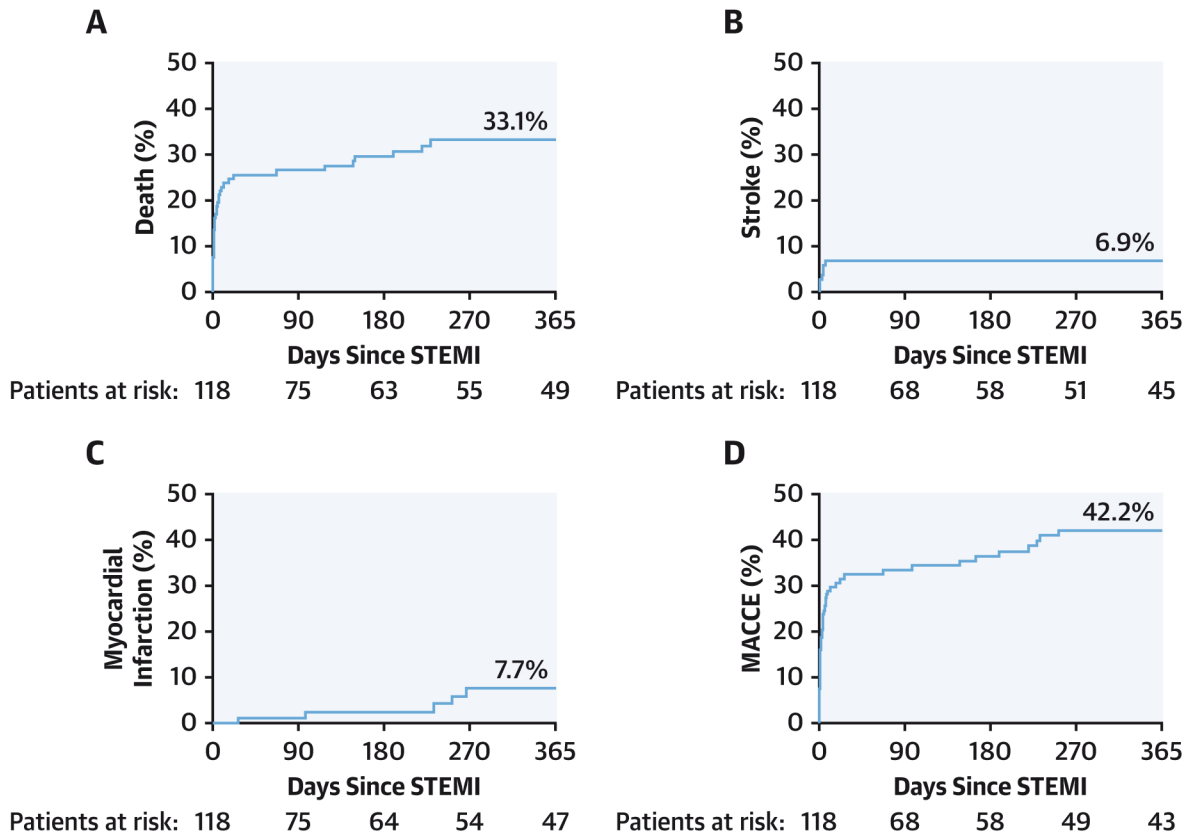 A
50
40
30
20
10
0
Death (%)
33.1%
0 90 180 270 365
Days Since STEMI
Patients at risk: 118 75 63 55 49
B
50
40
30
20
10
0
Stroke (%)
6.9%
0 90 180 270 365
Days Since STEMI
Patients at risk: 118 68 58 51 45
C
50
40
30
20
10
0
Myocardial
Infarction (%)
7.7%
0 90 180 270 365
Days Since STEMI
Patients at risk: 118 75 64 54 47
D
50
40
30
20
10
0
MACCE (%)
42.2%
0 90 180 270 365
Days Since STEMI
Patients at risk: 118 68 58 49 43